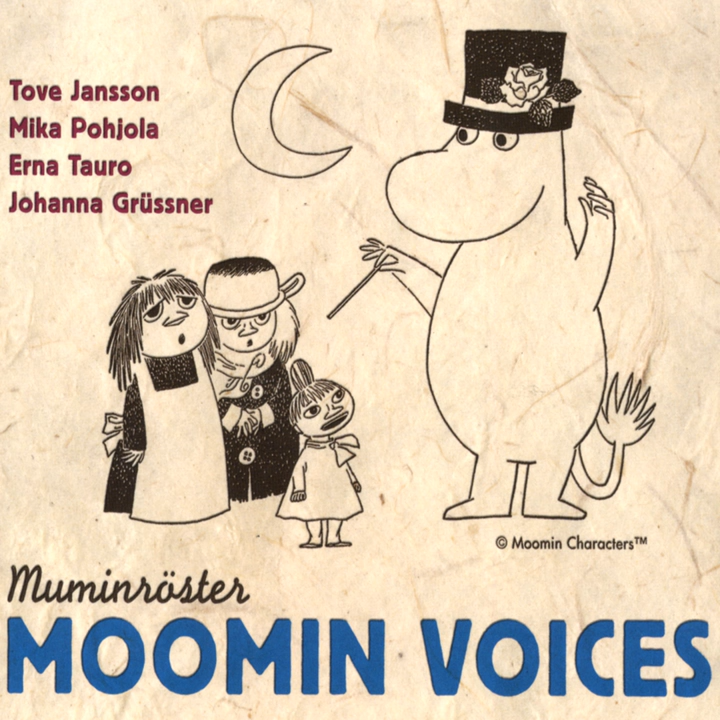 Tove Jansson
Mika Pohjola
Erna Tauro
Johanna Grüssner
© Moomin Characters™
Muminröster
MOOMIN VOICES